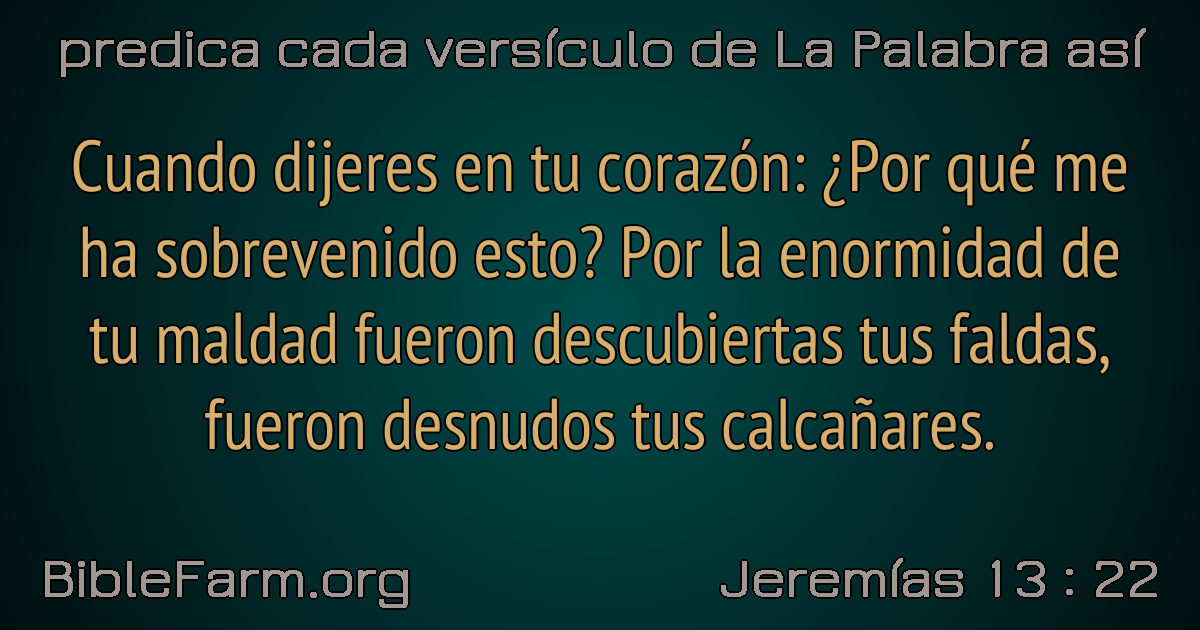 predica cada versículo de La Palabra así
Cuando dijeres en tu corazón: ¿Por qué me
ha sobrevenido esto? Por la enormidad de
tu maldad fueron descubiertas tus faldas,
fueron desnudos tus calcañares.
BibleFarm.org
Jeremías 13 : 22